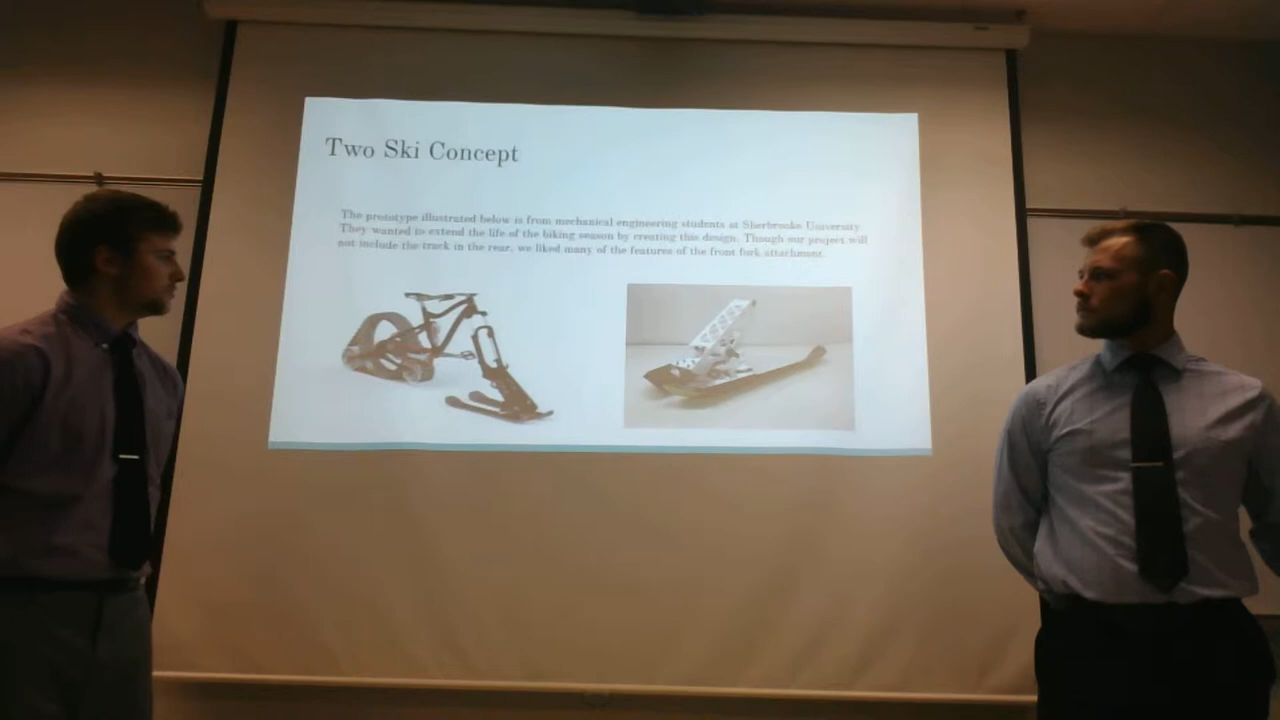 Two Ski Concept
The prototype illustrated below is from mechanical engineering students at Sherbrooke University.
They wanted to extend the life of the biking season by creating this design. Though our project will
not include the track in the rear, we liked many of the features of the front fork attachment.